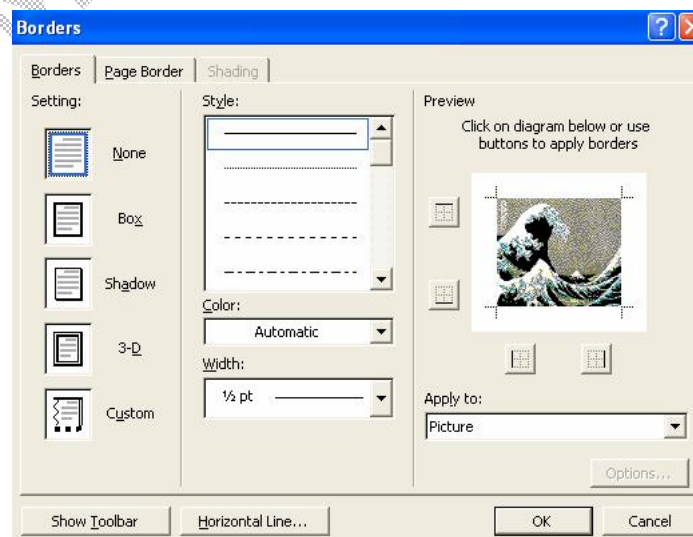 Borders
Borders Page Border Shading
Setting:
None
Box
Shadow
3-D
Custom
Style:
Color:
Automatic
Width:
½ pt
Preview
Click on diagram below or use
buttons to apply borders
Apply to:
Picture
Options...
Show Toolbar Horizontal Line... OK Cancel